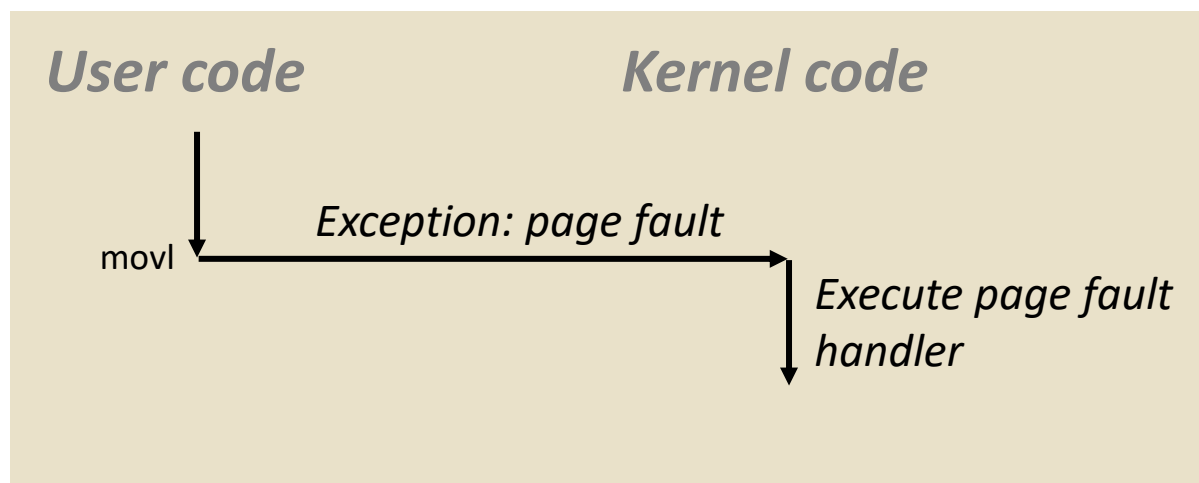 User code
Kernel code
Exception: page fault
movl
Execute page fault
handler